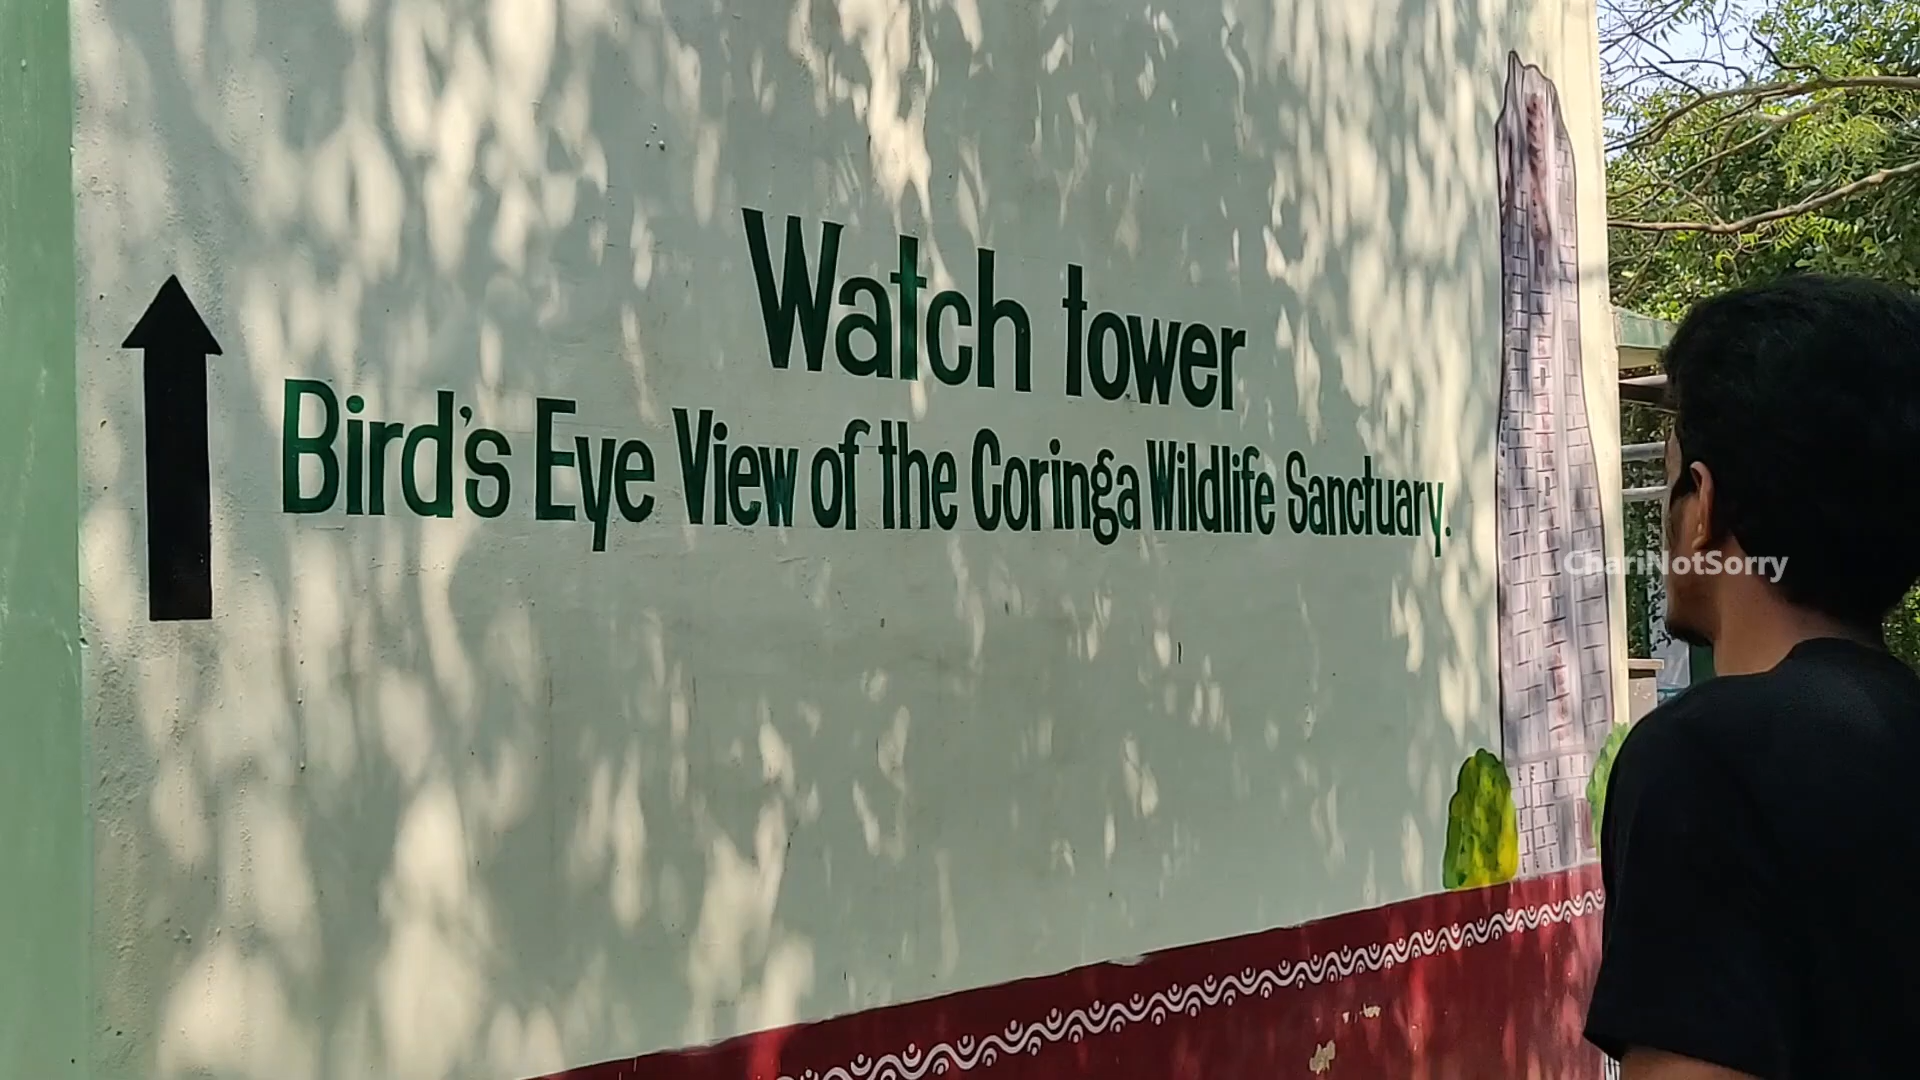 Watch tower
Bird's Eye View of the Coringa Wildlife Sanctuary.
ChariNotSorry